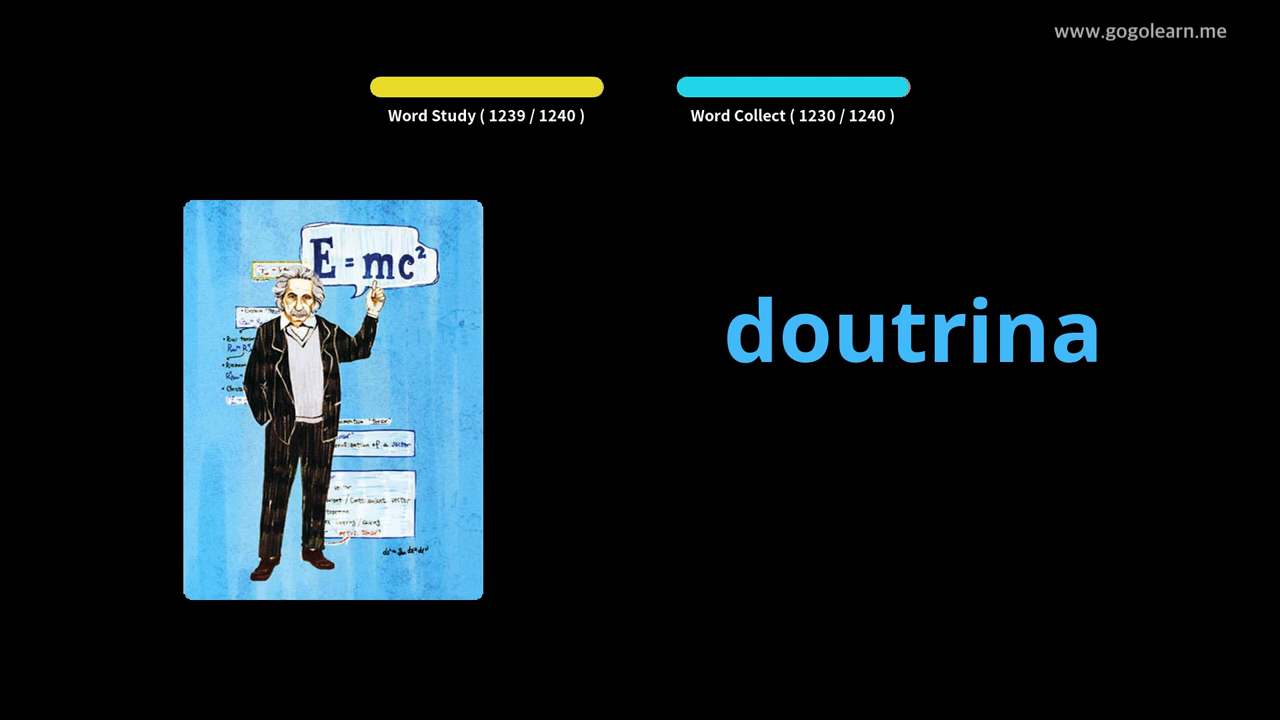 www.gogolearn.me
Word Study ( 1239 / 1240 )
Word Collect ( 1230 / 1240 )
E = mc²
doutrina